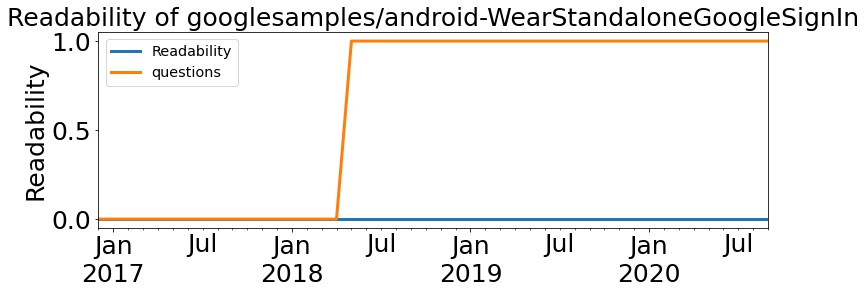 Readability of googlesamples/android-WearStandaloneGoogleSignIn
Readability
questions
Readability
1.0
0.5
0.0
Jan Jul Jan Jul Jan Jul Jan Jul
2017 2018 2019 2020